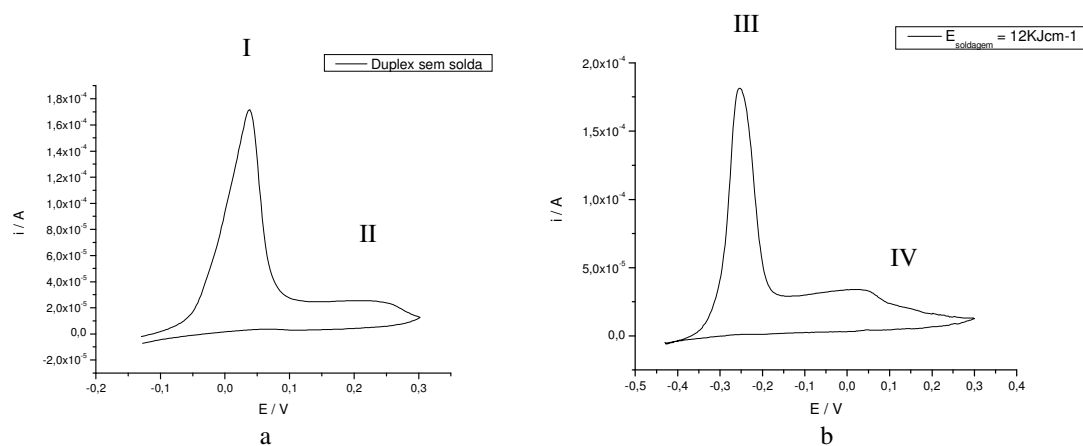 I
Duplex sem solda
1,8x10-4
1,6x10-4
1,4x10-4
1,2x10-4
1,0x10-4
8,0x10-5
6,0x10-5
4,0x10-5
2,0x10-5
0,0
-2,0x10-5
i / A
II
-0,2 -0,1 0,0 0,1 0,2 0,3
E / V
a
III
E soldagem = 12KJcm-1
2,0x10-4
1,5x10-4
1,0x10-4
5,0x10-5
0,0
i / A
IV
-0,5 -0,4 -0,3 -0,2 -0,1 0,0 0,1 0,2 0,3 0,4
E / V
b